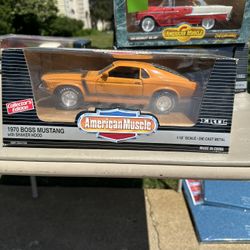 American Muscle
Collector's
Edition
ERTL
American Muscle
1970 BOSS MUSTANG
WITH SHAKER HOOD
1:18 SCALE - DIE CAST METAL
MADE IN CHINA